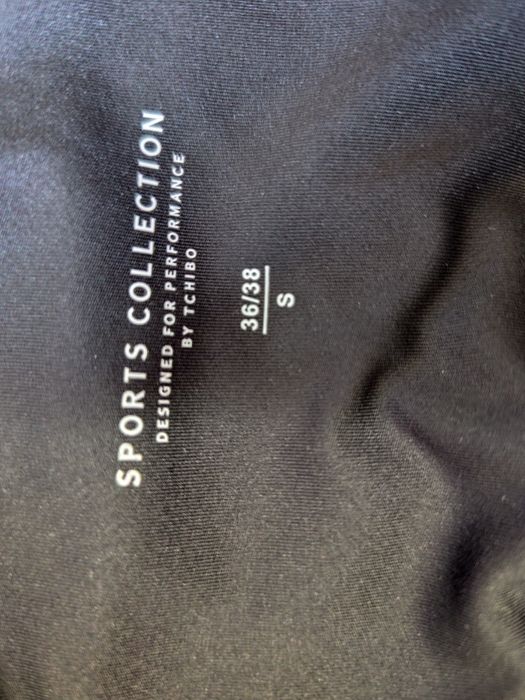 SPORTS COLLECTION
DESIGNED FOR PERFORMANCE
BY TCHIBO
36/38
S